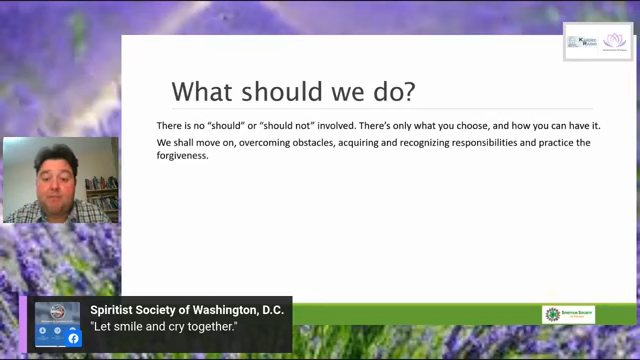 What should we do?
There is no “should” or “should not” involved. There’s only what you choose, and how you can have it.
We shall move on, overcoming obstacles, acquiring and recognizing responsibilities and practice the
forgiveness.
Spiritist Society of Washington, D.C.
"Let smile and cry together."